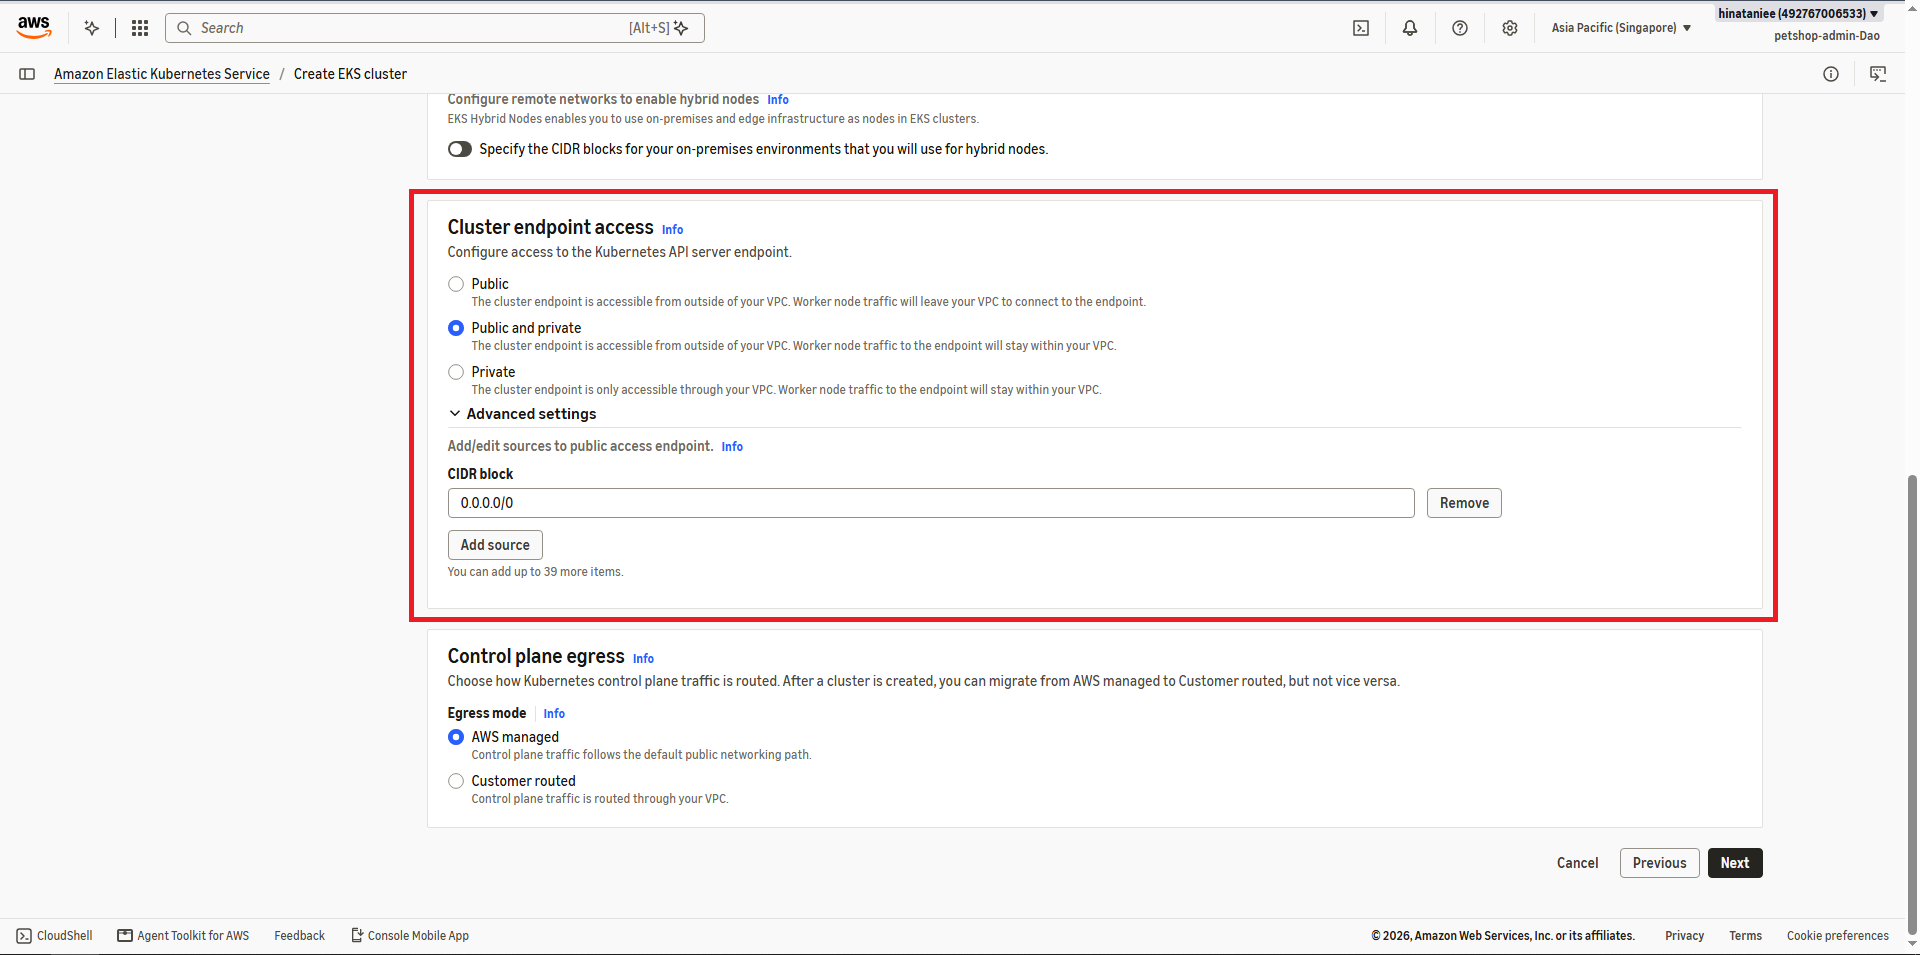 aws
Search
[Alt+S]
Asia Pacific (Singapore)
hinataniee (492767006533)
petshop-admin-Dao
Amazon Elastic Kubernetes Service / Create EKS cluster
Configure remote networks to enable hybrid nodes Info
EKS Hybrid Nodes enables you to use on-premises and edge infrastructure as nodes in EKS clusters.
Specify the CIDR blocks for your on-premises environments that you will use for hybrid nodes.
Cluster endpoint access Info
Configure access to the Kubernetes API server endpoint.
Public
The cluster endpoint is accessible from outside of your VPC. Worker node traffic will leave your VPC to connect to the endpoint.
Public and private
The cluster endpoint is accessible from outside of your VPC. Worker node traffic to the endpoint will stay within your VPC.
Private
The cluster endpoint is only accessible through your VPC. Worker node traffic to the endpoint will stay within your VPC.
Advanced settings
Add/edit sources to public access endpoint. Info
CIDR block
0.0.0.0/0
Remove
Add source
You can add up to 39 more items.
Control plane egress Info
Choose how Kubernetes control plane traffic is routed. After a cluster is created, you can migrate from AWS managed to Customer routed, but not vice versa.
Egress mode Info
AWS managed
Control plane traffic follows the default public networking path.
Customer routed
Control plane traffic is routed through your VPC.
Cancel Previous Next
CloudShell Agent Toolkit for AWS Feedback Console Mobile App © 2026, Amazon Web Services, Inc. or its affiliates. Privacy Terms Cookie preferences